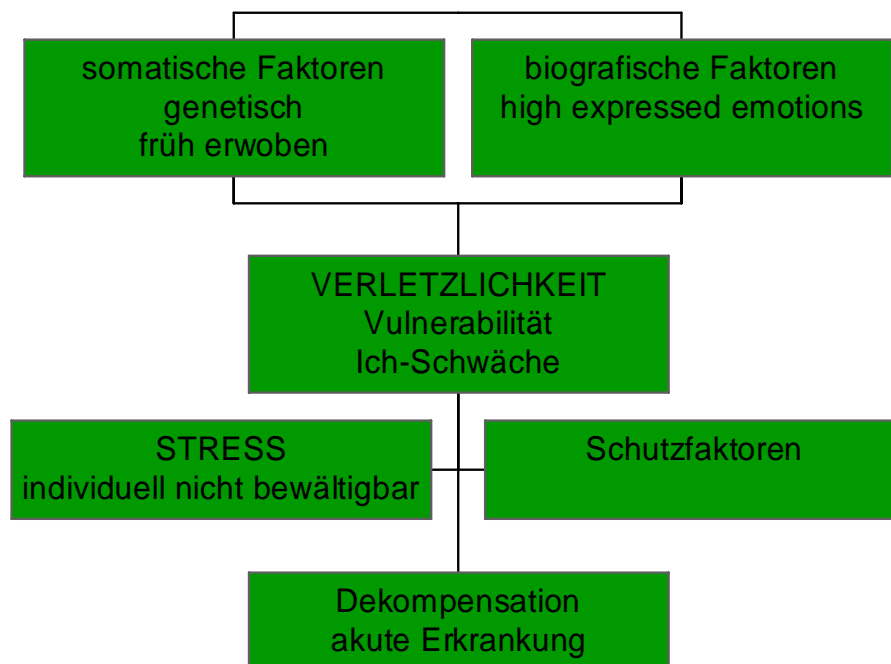 somatische Faktoren
genetisch
früh erwoben
biografische Faktoren
high expressed emotions
VERLETZLICHKEIT
Vulnerabilität
Ich-Schwäche
STRESS
individuell nicht bewältigbar
Schutzfaktoren
Dekompensation
akute Erkrankung